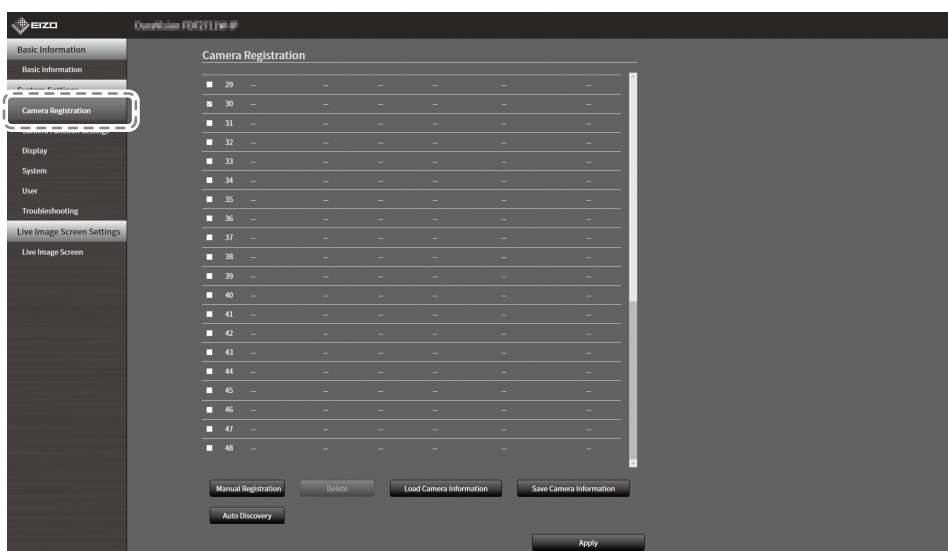 EIZO
Basic Information
Basic Information
Camera Registration
Display
System
User
Troubleshooting
Live Image Screen Settings
Live Image Screen
Camera Registration
29 -- -- -- -- -- --
30 -- -- -- -- -- --
31 -- -- -- -- -- --
32 -- -- -- -- -- --
33 -- -- -- -- -- --
34 -- -- -- -- -- --
35 -- -- -- -- -- --
36 -- -- -- -- -- --
37 -- -- -- -- -- --
38 -- -- -- -- -- --
39 -- -- -- -- -- --
40 -- -- -- -- -- --
41 -- -- -- -- -- --
42 -- -- -- -- -- --
43 -- -- -- -- -- --
44 -- -- -- -- -- --
45 -- -- -- -- -- --
46 -- -- -- -- -- --
47 -- -- -- -- -- --
48 -- -- -- -- -- --
Manual Registration Delete Load Camera Information Save Camera Information
Auto Discovery
Apply